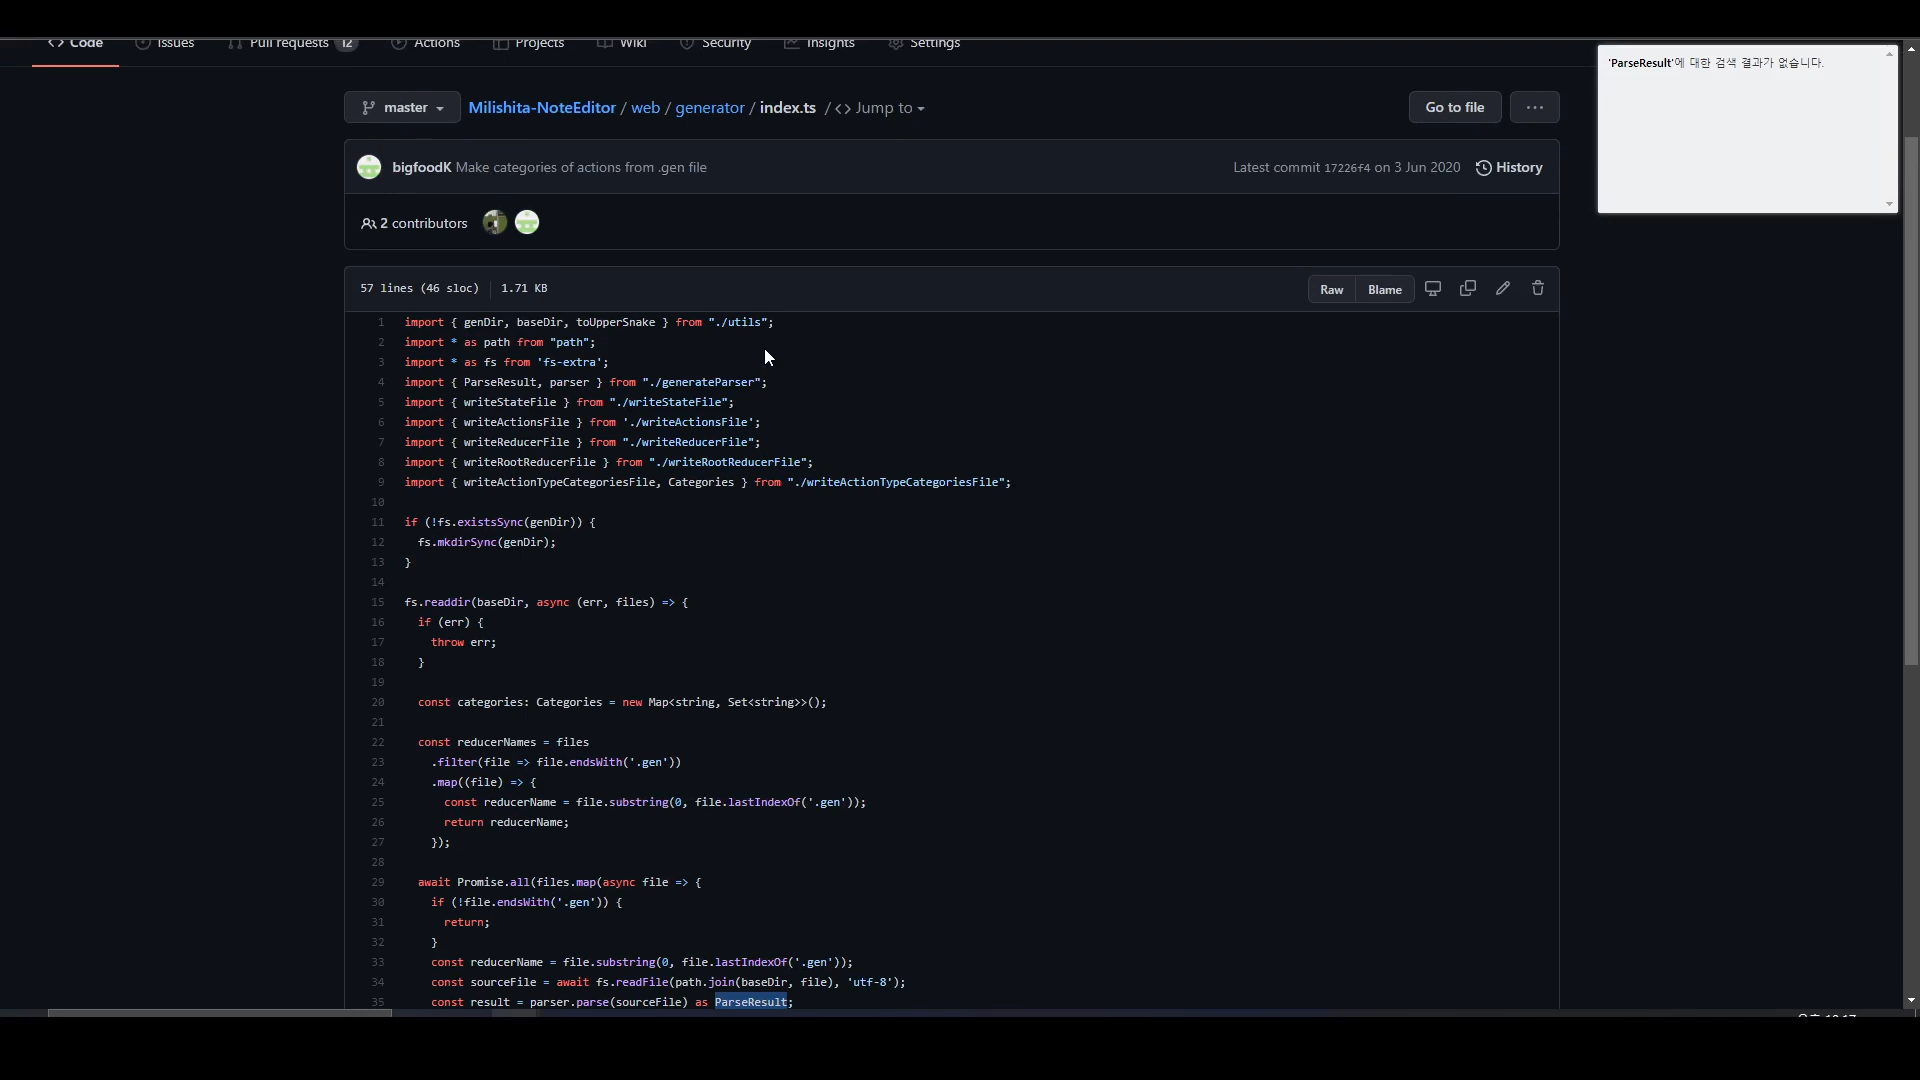 Code Issues Pull requests 12 Actions Projects Wiki Security Insights Settings
'ParseResult'에 대한 검색 결과가 없습니다.
master Milishita-NoteEditor / web / generator / index.ts / <> Jump to Go to file ...
bigfoodK Make categories of actions from .gen file Latest commit 17226f4 on 3 Jun 2020 History
2 contributors
57 lines (46 sloc) 1.71 KB Raw Blame
1 import { genDir, baseDir, toUpperSnake } from "./utils";
2 import * as path from "path";
3 import * as fs from 'fs-extra';
4 import { ParseResult, parser } from "./generateParser";
5 import { writeStateFile } from "./writeStateFile";
6 import { writeActionsFile } from './writeActionsFile';
7 import { writeReducerFile } from "./writeReducerFile";
8 import { writeRootReducerFile } from "./writeRootReducerFile";
9 import { writeActionTypeCategoriesFile, Categories } from "./writeActionTypeCategoriesFile";
10
11 if (!fs.existsSync(genDir)) {
12 fs.mkdirSync(genDir);
13 }
14
15 fs.readdir(baseDir, async (err, files) => {
16 if (err) {
17 throw err;
18 }
19
20 const categories: Categories = new Map<string, Set<string>>();
21
22 const reducerNames = files
23 .filter(file => file.endsWith('.gen'))
24 .map((file) => {
25 const reducerName = file.substring(0, file.lastIndexOf('.gen'));
26 return reducerName;
27 });
28
29 await Promise.all(files.map(async file => {
30 if (!file.endsWith('.gen')) {
31 return;
32 }
33 const reducerName = file.substring(0, file.lastIndexOf('.gen'));
34 const sourceFile = await fs.readFile(path.join(baseDir, file), 'utf-8');
35 const result = parser.parse(sourceFile) as ParseResult;